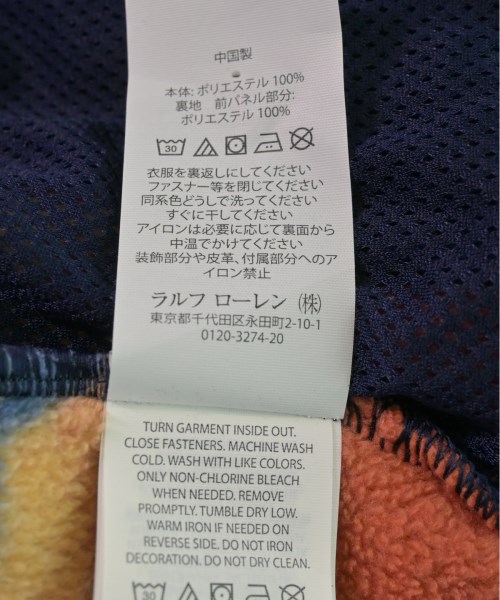 中国製
本体: ポリエステル 100%
裏地　前パネル部分:
ポリエステル 100%
30
衣服を裏返しにしてください
ファスナー等を閉じてください
同系色どうしで洗ってください
すぐに干してください
アイロンは必要に応じて裏面から
中温でかけてください
装飾部分や皮革、付属部分へのア
イロン禁止
ラルフ ローレン (株)
東京都千代田区永田町2-10-1
0120-3274-20
TURN GARMENT INSIDE OUT.
CLOSE FASTENERS. MACHINE WASH
COLD. WASH WITH LIKE COLORS.
ONLY NON-CHLORINE BLEACH
WHEN NEEDED. REMOVE
PROMPTLY. TUMBLE DRY LOW.
WARM IRON IF NEEDED ON
REVERSE SIDE. DO NOT IRON
DECORATION. DO NOT DRY CLEAN.
30